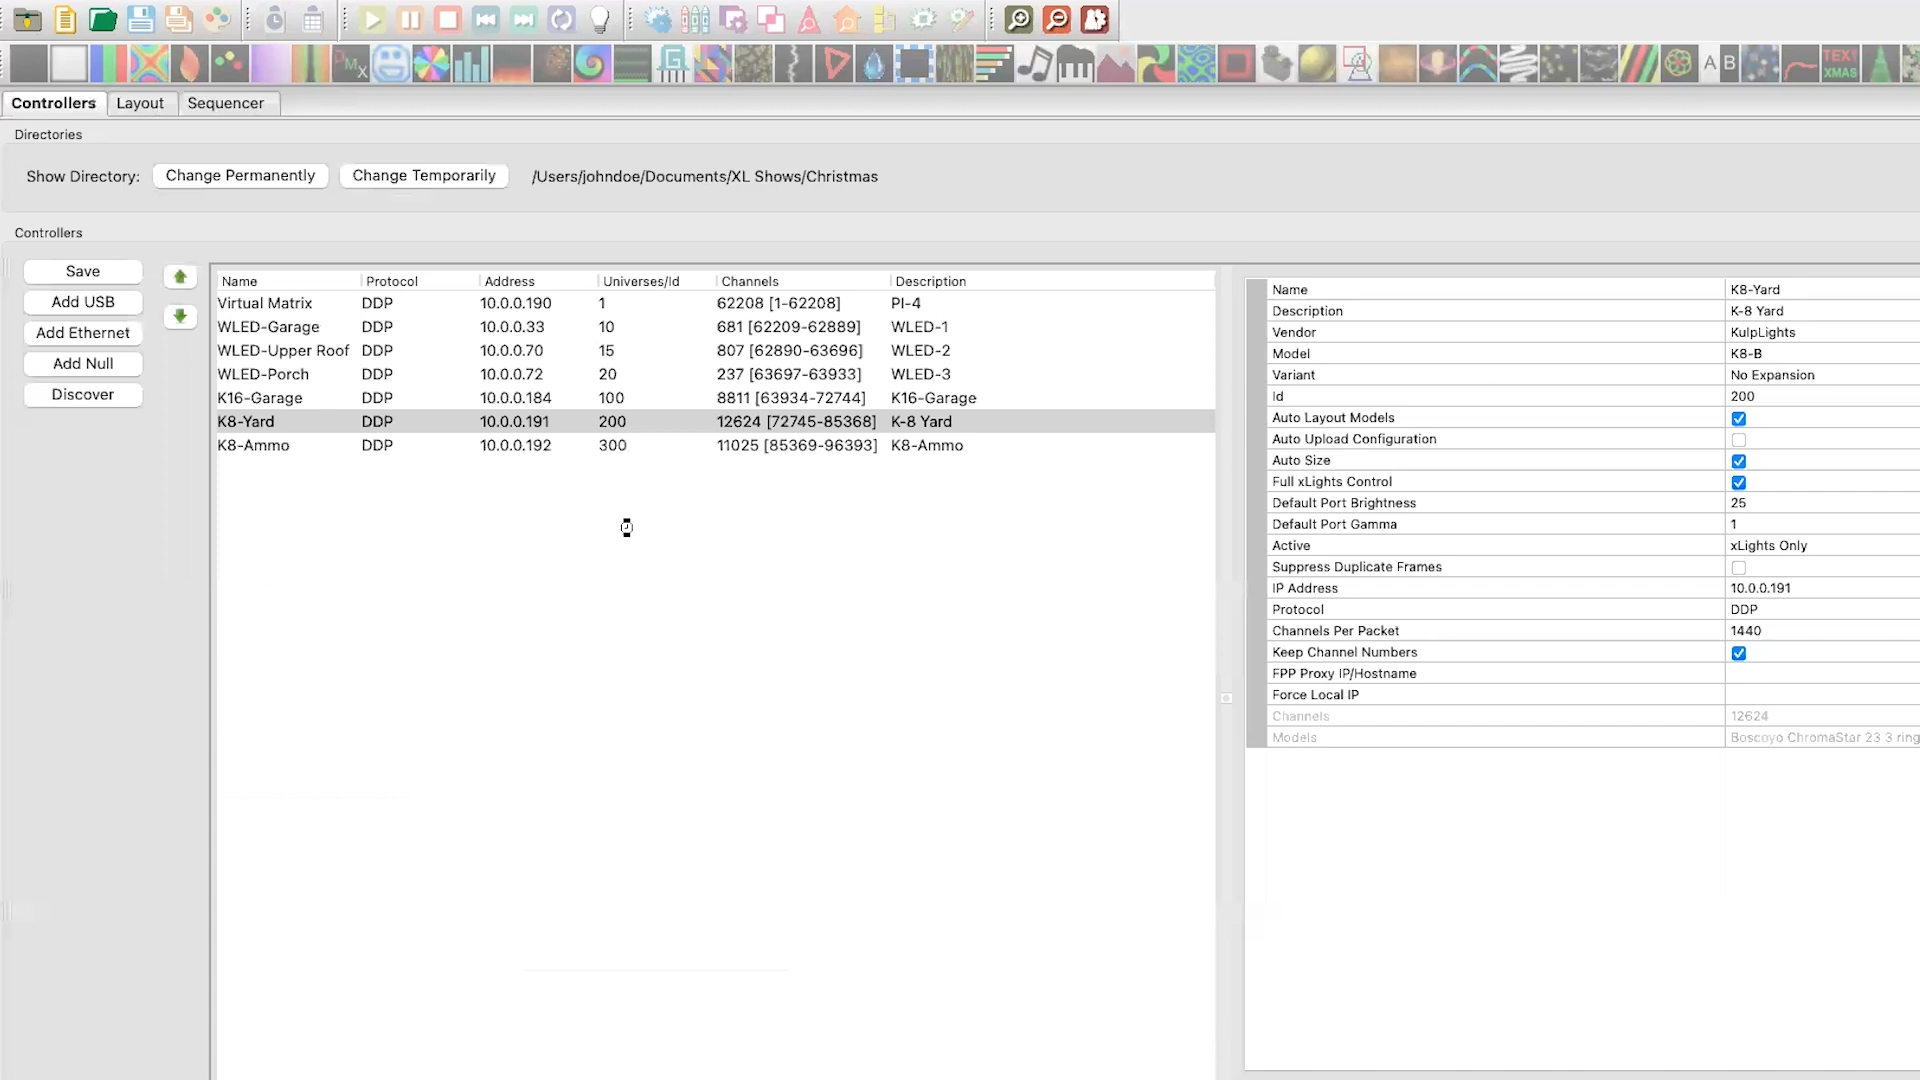 Controllers Layout Sequencer
Directories
Show Directory: Change Permanently Change Temporarily /Users/johndoe/Documents/XL Shows/Christmas
Controllers
Save
Add USB
Add Ethernet
Add Null
Discover
Name Protocol Address Universes/Id Channels Description
Virtual Matrix DDP 10.0.0.190 1 62208 [1-62208] PI-4
WLED-Garage DDP 10.0.0.33 10 681 [62209-62889] WLED-1
WLED-Upper Roof DDP 10.0.0.70 15 807 [62890-63696] WLED-2
WLED-Porch DDP 10.0.0.72 20 237 [63697-63933] WLED-3
K16-Garage DDP 10.0.0.184 100 8811 [63934-72744] K16-Garage
K8-Yard DDP 10.0.0.191 200 12624 [72745-85368] K-8 Yard
K8-Ammo DDP 10.0.0.192 300 11025 [85369-96393] K8-Ammo
Name K8-Yard
Description K-8 Yard
Vendor KulpLights
Model K8-B
Variant No Expansion
Id 200
Auto Layout Models
Auto Upload Configuration
Auto Size
Full xLights Control
Default Port Brightness 25
Default Port Gamma 1
Active xLights Only
Suppress Duplicate Frames
IP Address 10.0.0.191
Protocol DDP
Channels Per Packet 1440
Keep Channel Numbers
FPP Proxy IP/Hostname
Force Local IP
Channels 12624
Models Boscoyo ChromaStar 23 3 ring